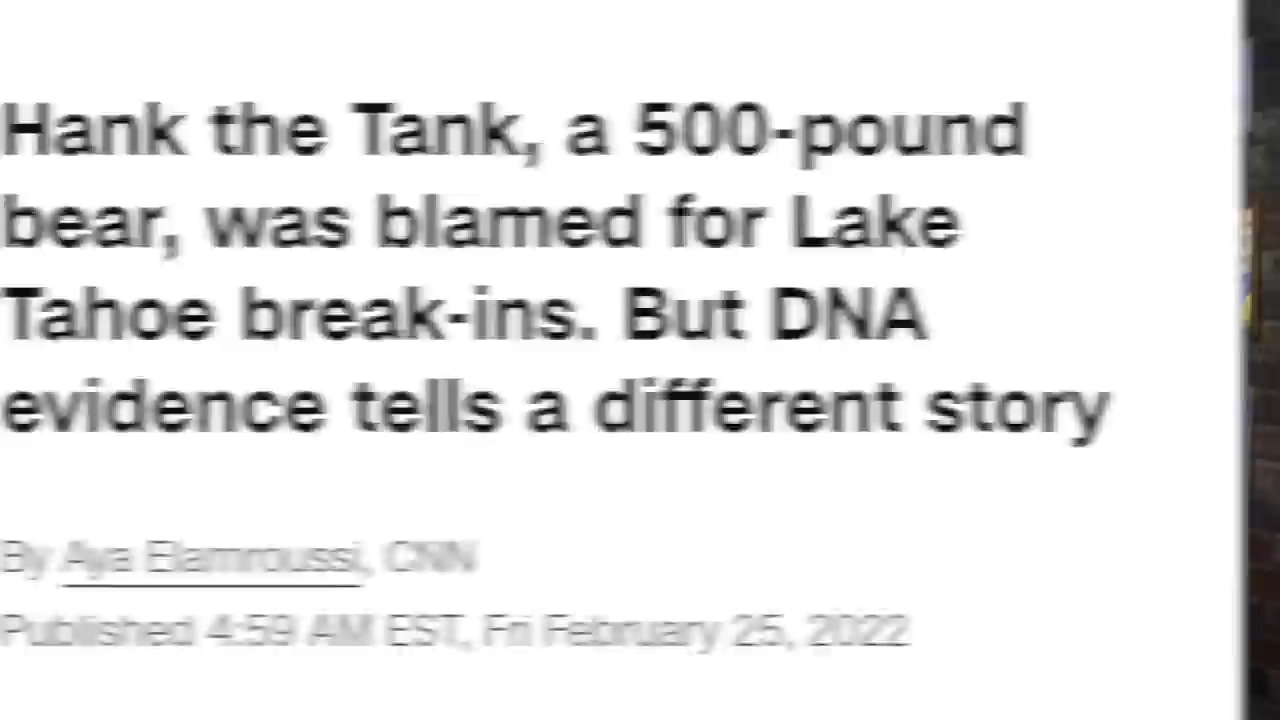 Hank the Tank, a 500-pound
bear, was blamed for Lake
Tahoe break-ins. But DNA
evidence tells a different story
By Aya Elamroussi, CNN
Published 4:59 AM EST, Fri February 25, 2022